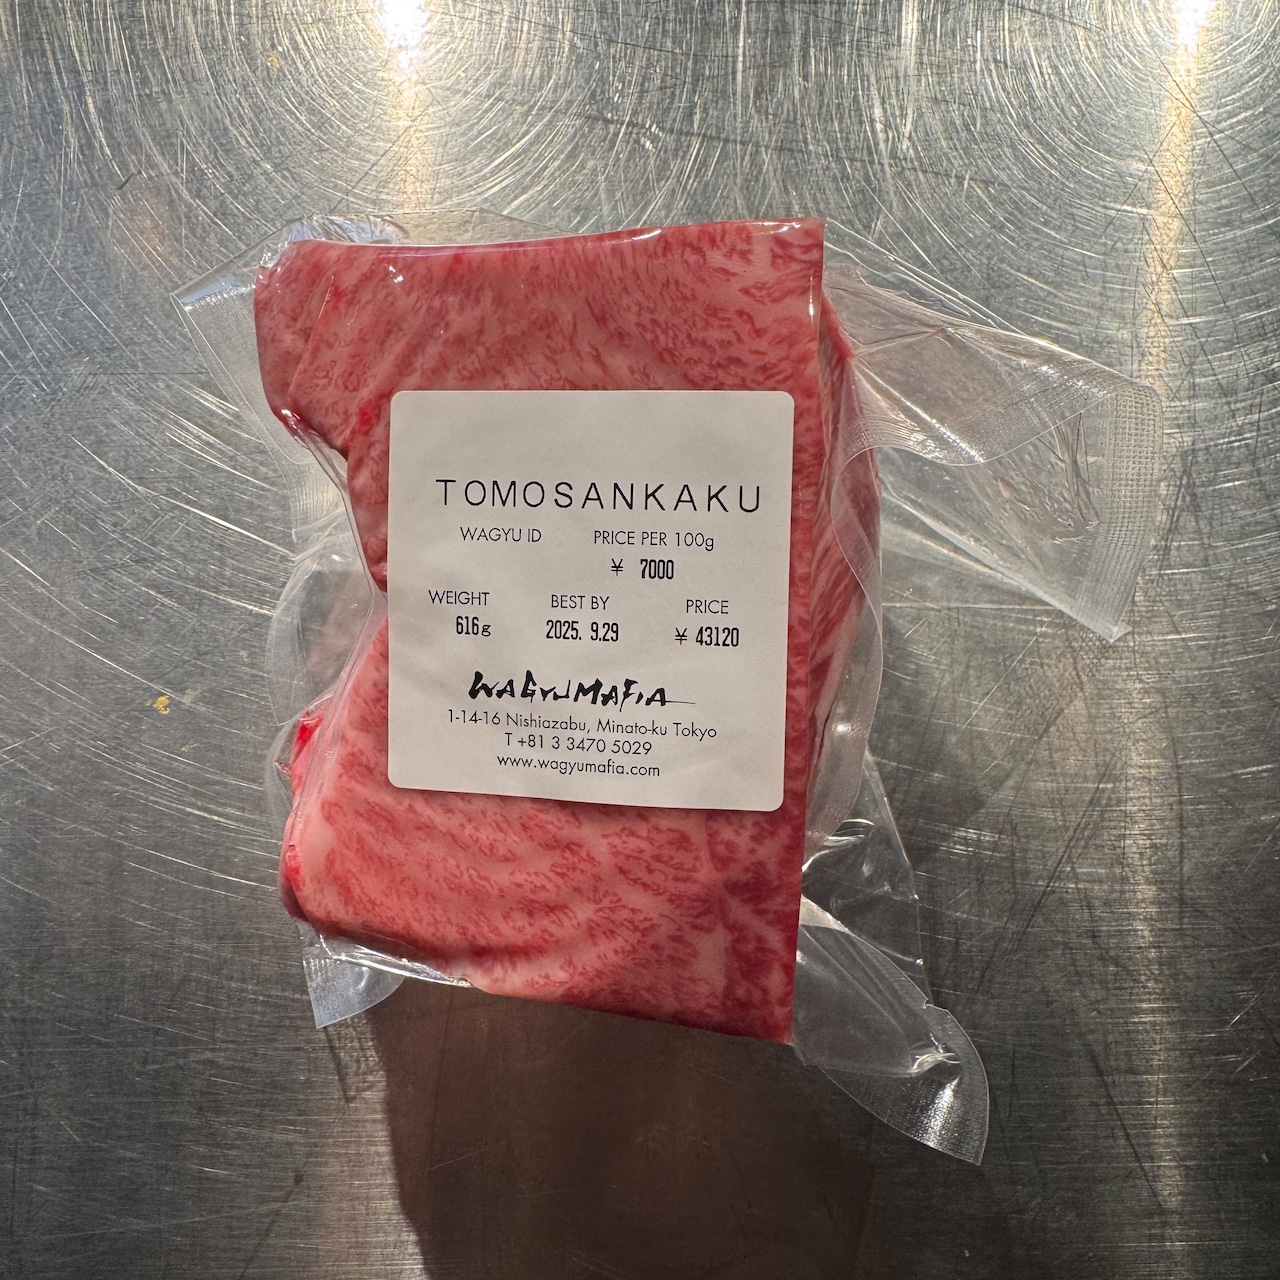 TOMOSANKAKU
WAGYU ID PRICE PER 100g
¥ 7000
WEIGHT BEST BY PRICE
616g 2025. 9.29 ¥ 43120
WAGYUMAFIA
1-14-16 Nishiazabu, Minato-ku Tokyo
T +81 3 3470 5029
www.wagyumafia.com